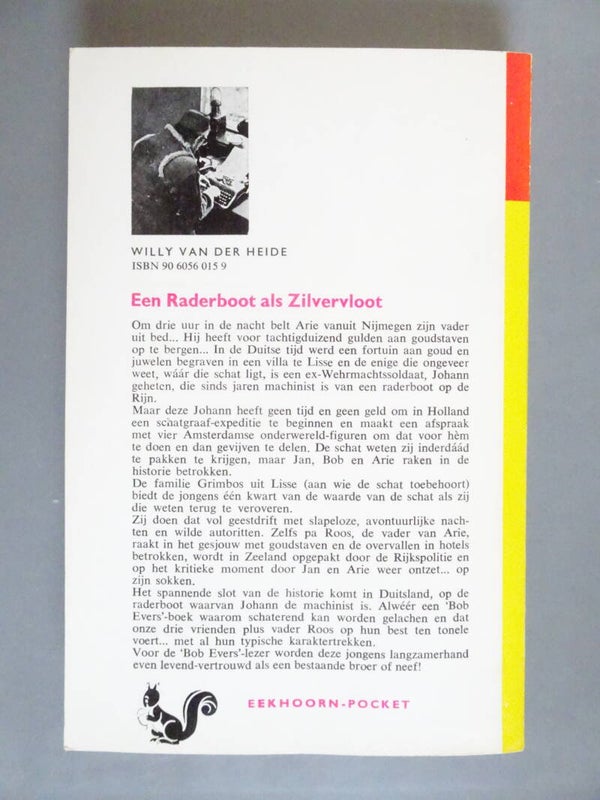 WILLY VAN DER HEIDE
ISBN 90 6056 015 9
Een Raderboot als Zilvervloot
Om drie uur in de nacht belt Arie vanuit Nijmegen zijn vader
uit bed... Hij heeft voor tachtigduizend gulden aan goudstaven
op te bergen... In de Duitse tijd werd een fortuin aan goud en
juwelen begraven in een villa te Lisse en de enige die ongeveer
weet, wáár die schat ligt, is een ex-Wehrmachtssoldaat, Johann
geheten, die sinds jaren machinist is van een raderboot op de
Rijn.
Maar deze Johann heeft geen tijd en geen geld om in Holland
een schatgraaf-expeditie te beginnen en maakt een afspraak
met vier Amsterdamse onderwereld-figuren om dat voor hèm
te doen en dan gevijven te delen. De schat weten zij inderdáád
te pakken te krijgen, maar Jan, Bob en Arie raken in de
historie betrokken.
De familie Grimbos uit Lisse (aan wie de schat toebehoort)
biedt de jongens één kwart van de waarde van de schat als zij
die weten terug te veroveren.
Zij doen dat vol geestdrift met slapeloze, avontuurlijke nach-
ten en wilde autoritten. Zelfs pa Roos, de vader van Arie,
raakt in het gesjouw met goudstaven en de overvallen in hotels
betrokken, wordt in Zeeland opgepakt door de Rijkspolitie en
op het kritieke moment door Jan en Arie weer ontzet... op
zijn sokken.
Het spannende slot van de historie komt in Duitsland, op de
raderboot waarvan Johann de machinist is. Alwéér een 'Bob
Evers'-boek waarom schaterend kan worden gelachen en dat
onze drie vrienden plus vader Roos op hun best ten tonele
voert... met al hun typische karaktertrekken.
Voor de 'Bob Evers'-lezer worden deze jongens langzamerhand
even levend-vertrouwd als een bestaande broer of neef!
EEKHOORN-POCKET